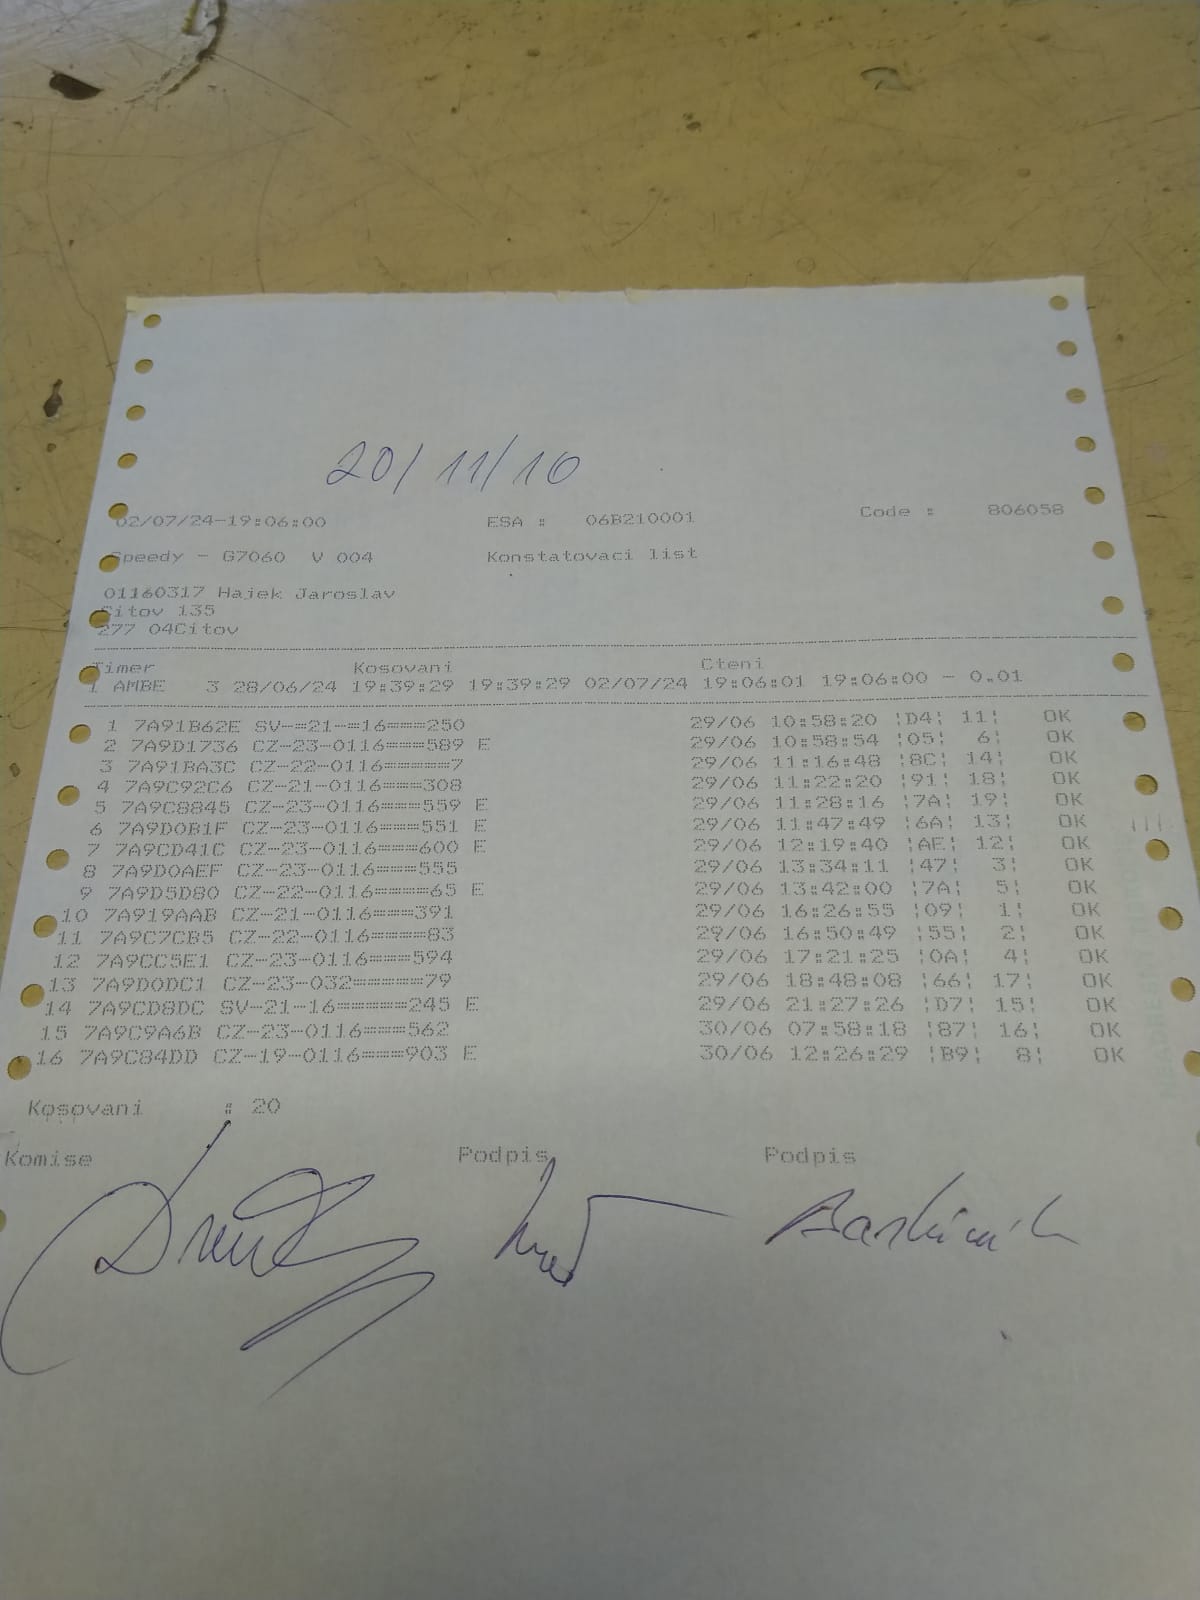 20/11/10
02/07/24-19:06:00 ESA : 06B210001 Code : 806058
Speedy - G7060 V 004 Konstatovaci list
01160317 Hajek Jaroslav
Citov 135
277 04Citov
Timer Kosovani Cteni
1 AMBE 3 28/06/24 19:39:29 19:39:29 02/07/24 19:06:01 19:06:00 - 0.01
1 7A91B62E SV-=21-=16===250 29/06 10:58:20 ¦D4¦ 11¦ OK
2 7A9D1736 CZ-23-0116===589 E 29/06 10:58:54 ¦05¦ 6¦ OK
3 7A91BA3C CZ-22-0116=====7 29/06 11:16:48 ¦8C¦ 14¦ OK
4 7A9C92C6 CZ-21-0116===308 29/06 11:22:20 ¦91¦ 18¦ OK
5 7A9C8845 CZ-23-0116===559 E 29/06 11:28:16 ¦7A¦ 19¦ OK
6 7A9D0B1F CZ-23-0116===551 E 29/06 11:47:49 ¦6A¦ 13¦ OK
7 7A9CD41C CZ-23-0116===600 E 29/06 12:19:40 ¦AE¦ 12¦ OK
8 7A9D0AEF CZ-23-0116===555 29/06 13:34:11 ¦47¦ 3¦ OK
9 7A9D5D80 CZ-22-0116====65 E 29/06 13:42:00 ¦7A¦ 5¦ OK
10 7A919AAB CZ-21-0116===391 29/06 16:26:55 ¦09¦ 1¦ OK
11 7A9C7CB5 CZ-22-0116====83 29/06 16:50:49 ¦55¦ 2¦ OK
12 7A9CC5E1 CZ-23-0116===594 29/06 17:21:25 ¦0A¦ 4¦ OK
13 7A9D0DC1 CZ-23-032=====79 29/06 18:48:08 ¦66¦ 17¦ OK
14 7A9CD8DC SV-21-16======245 E 29/06 21:27:26 ¦D7¦ 15¦ OK
15 7A9C9A6B CZ-23-0116===562 30/06 07:58:18 ¦87¦ 16¦ OK
16 7A9C84DD CZ-19-0116===903 E 30/06 12:26:29 ¦B9¦ 8¦ OK
Kosovani : 20
Komise Podpis Podpis